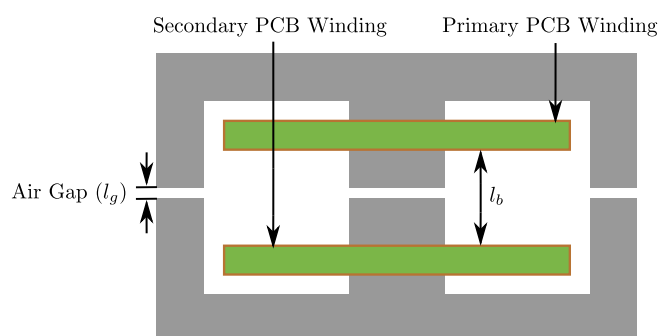 Secondary PCB Winding
Primary PCB Winding
Air Gap (l_g)
l_b